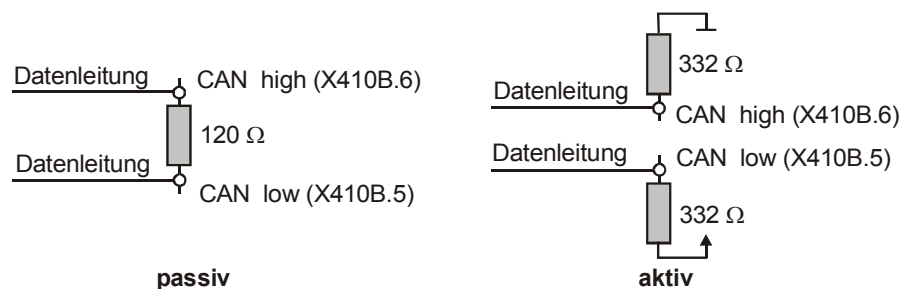 Datenleitung
CAN high (X410B.6)
120 Ω
Datenleitung
CAN low (X410B.5)
passiv
332 Ω
Datenleitung
CAN high (X410B.6)
Datenleitung
CAN low (X410B.5)
332 Ω
aktiv